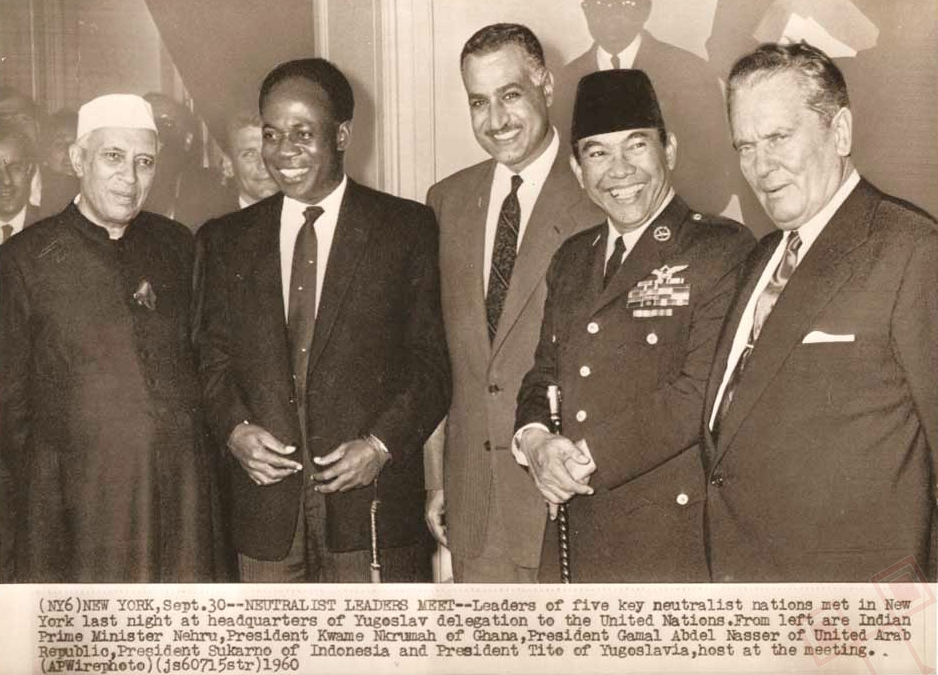 (NY6)NEW YORK,Sept.30--NEUTRALIST LEADERS MEET--Leaders of five key neutralist nations met in New
York last night at headquarters of Yugoslav delegation to the United Nations.From left are Indian
Prime Minister Nehru,President Kwame Nkrumah of Ghana,President Gamal Abdel Nasser of United Arab
Republic,President Sukarno of Indonesia and President Tito of Yugoslavia,host at the meeting.
(APWirephoto)(js60715str)1960